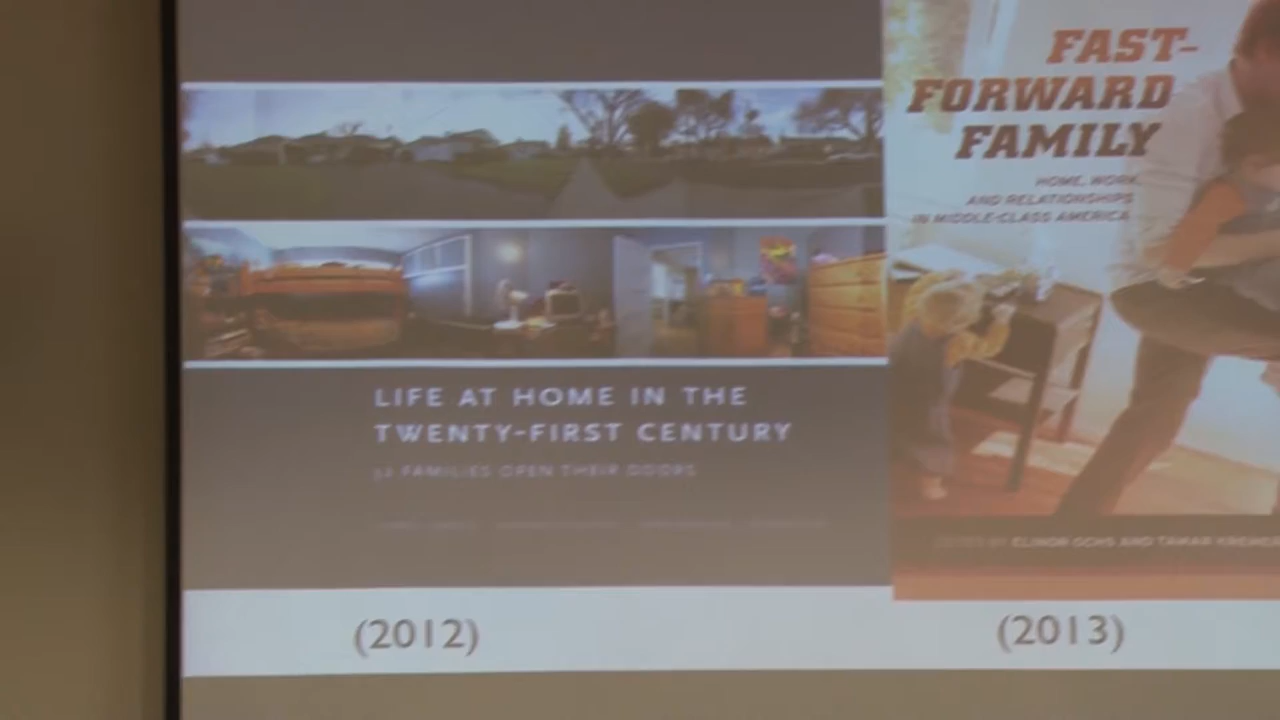 LIFE AT HOME IN THE
TWENTY-FIRST CENTURY
32 FAMILIES OPEN THEIR DOORS
(2012)
FAST-
FORWARD
FAMILY
HOME, WORK,
AND RELATIONSHIPS
IN MIDDLE-CLASS AMERICA
ELINOR OCHS AND TAMAR
(2013)